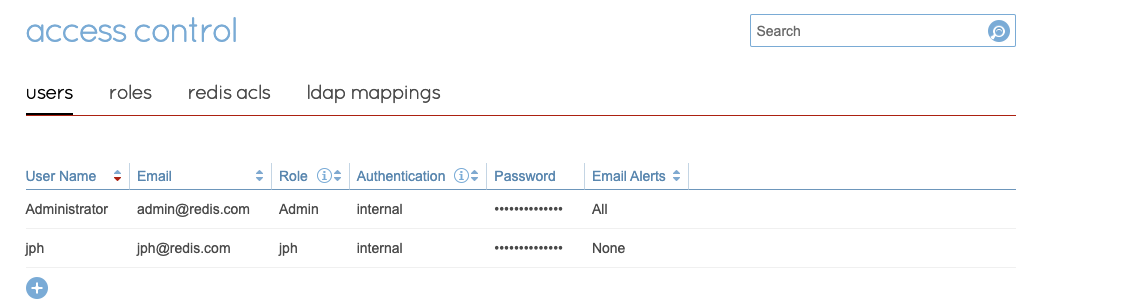 access control
Search
users roles redis acls ldap mappings
User Name Email Role Authentication Password Email Alerts
Administrator admin@redis.com Admin internal •••••••••••••• All
jph jph@redis.com jph internal •••••••••••••• None